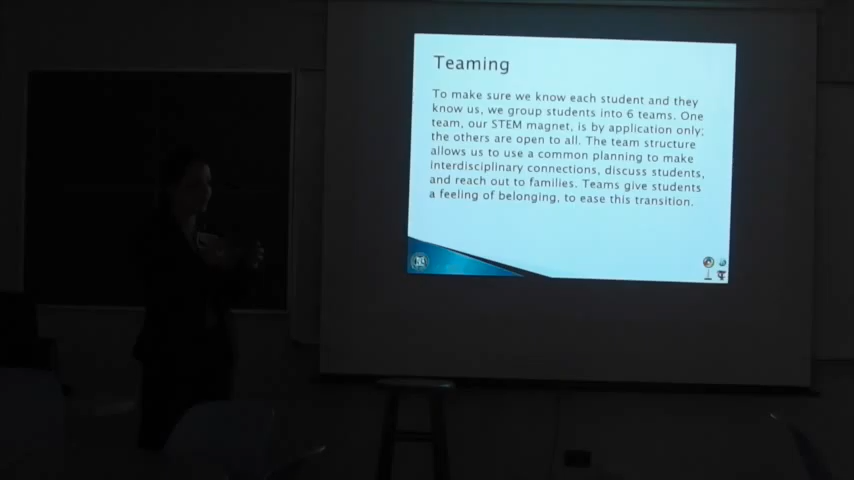 Teaming
To make sure we know each student and they
know us, we group students into 6 teams. One
team, our STEM magnet, is by application only;
the others are open to all. The team structure
allows us to use a common planning to make
interdisciplinary connections, discuss students,
and reach out to families. Teams give students
a feeling of belonging, to ease this transition.